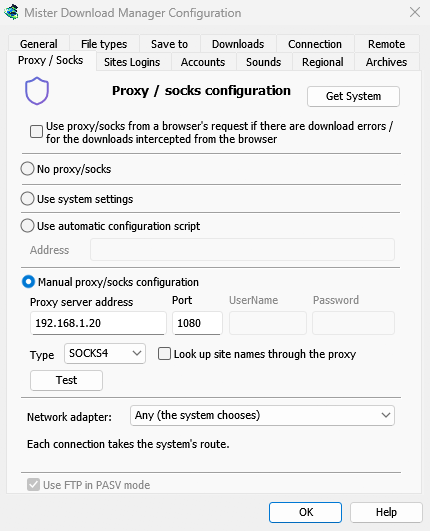 Mister Download Manager Configuration
General File types Save to Downloads Connection Remote
Proxy / Socks Sites Logins Accounts Sounds Regional Archives
Proxy / socks configuration
Get System
Use proxy/socks from a browser's request if there are download errors /
for the downloads intercepted from the browser
No proxy/socks
Use system settings
Use automatic configuration script
Address
Manual proxy/socks configuration
Proxy server address Port UserName Password
192.168.1.20 1080
Type SOCKS4 Look up site names through the proxy
Test
Network adapter: Any (the system chooses)
Each connection takes the system's route.
Use FTP in PASV mode
OK Help